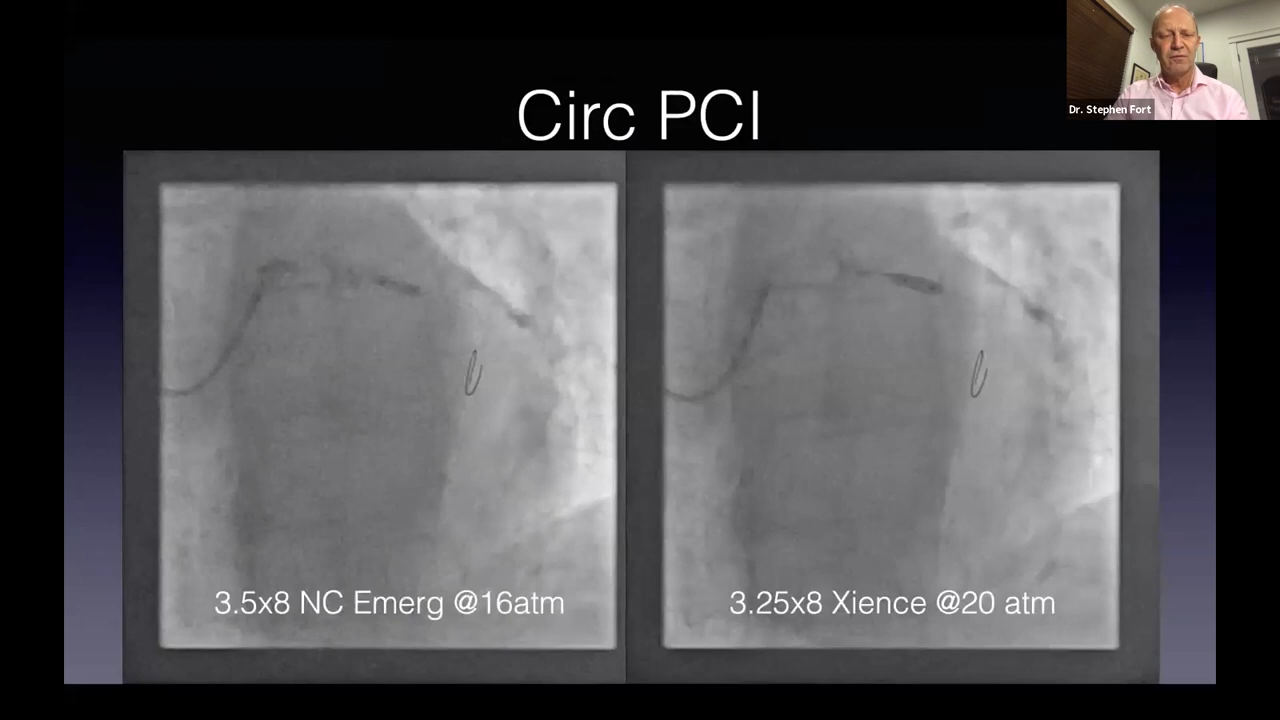 Circ PCI
Dr. Stephen Fort
3.5x8 NC Emerg @16atm
3.25x8 Xience @20 atm